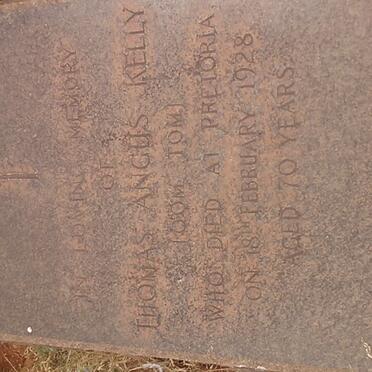 IN LOVING MEMORY
OF
THOMAS ANGUS KELLY
(OOM TOM)
WHO DIED AT PRETORIA
ON 18TH FEBRUARY 1928
AGED 70 YEARS.